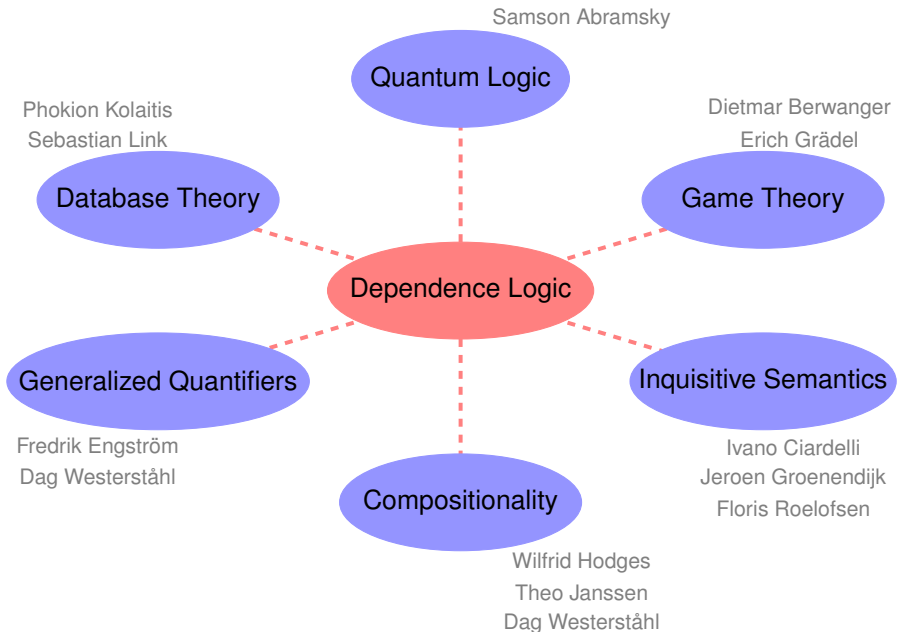 Samson Abramsky
Quantum Logic
Phokion Kolaitis
Sebastian Link
Database Theory
Dietmar Berwanger
Erich Grädel
Game Theory
Dependence Logic
Generalized Quantifiers
Fredrik Engström
Dag Westerståhl
Inquisitive Semantics
Ivano Ciardelli
Jeroen Groenendijk
Floris Roelofsen
Compositionality
Wilfrid Hodges
Theo Janssen
Dag Westerståhl